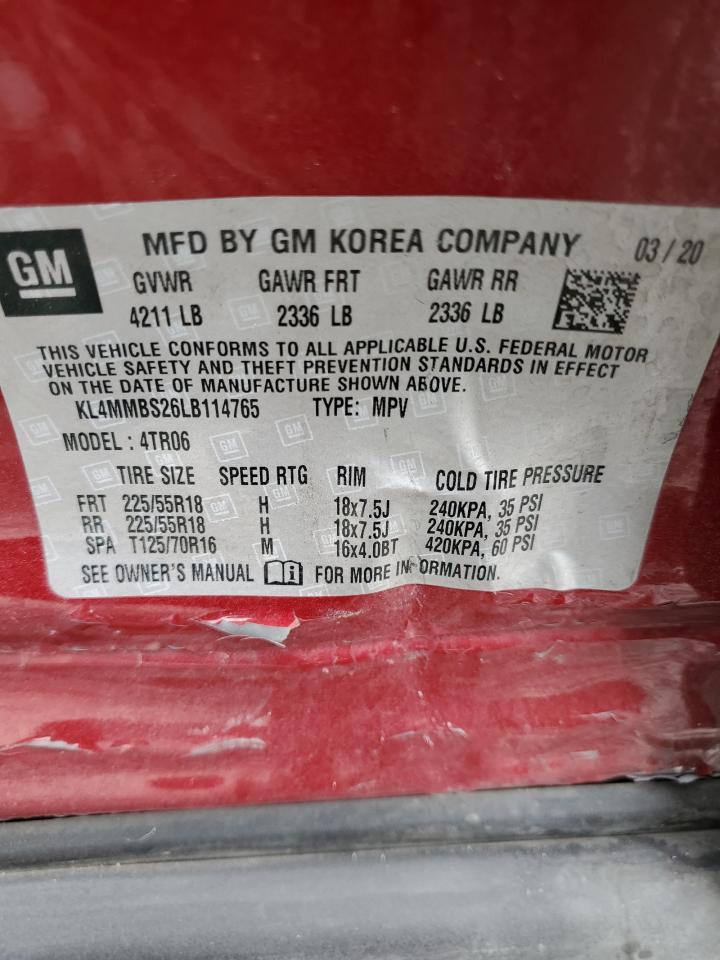 GM
MFD BY GM KOREA COMPANY 03 / 20
GVWR GAWR FRT GAWR RR
4211 LB 2336 LB 2336 LB
THIS VEHICLE CONFORMS TO ALL APPLICABLE U.S. FEDERAL MOTOR
VEHICLE SAFETY AND THEFT PREVENTION STANDARDS IN EFFECT
ON THE DATE OF MANUFACTURE SHOWN ABOVE.
KL4MMBS26LB114765 TYPE: MPV
MODEL : 4TR06
TIRE SIZE SPEED RTG RIM COLD TIRE PRESSURE
FRT 225/55R18 H 18x7.5J 240KPA, 35 PSI
RR 225/55R18 H 18x7.5J 240KPA, 35 PSI
SPA T125/70R16 M 16x4.0BT 420KPA, 60 PSI
SEE OWNER'S MANUAL FOR MORE INFORMATION.